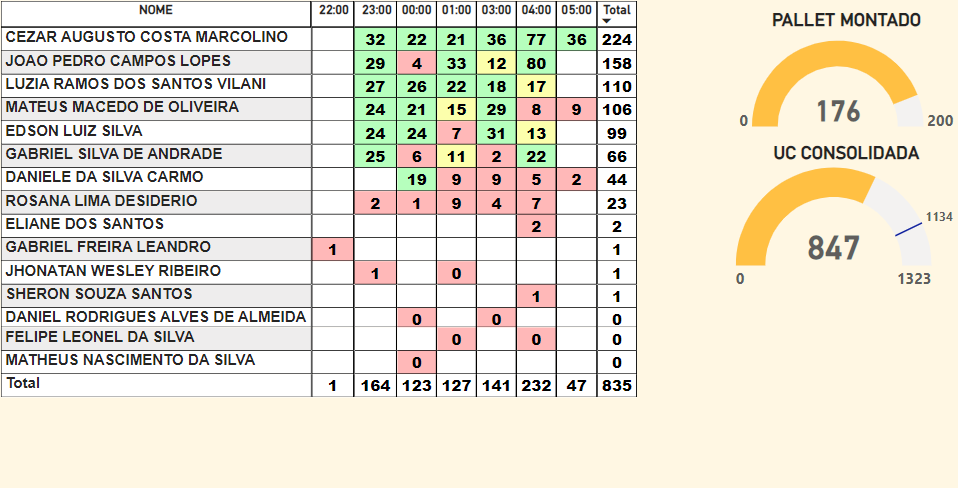 NOME 22:00 23:00 00:00 01:00 03:00 04:00 05:00 Total
CEZAR AUGUSTO COSTA MARCOLINO 32 22 21 36 77 36 224
JOAO PEDRO CAMPOS LOPES 29 4 33 12 80 158
LUZIA RAMOS DOS SANTOS VILANI 27 26 22 18 17 110
MATEUS MACEDO DE OLIVEIRA 24 21 15 29 8 9 106
EDSON LUIZ SILVA 24 24 7 31 13 99
GABRIEL SILVA DE ANDRADE 25 6 11 2 22 66
DANIELE DA SILVA CARMO 19 9 9 5 2 44
ROSANA LIMA DESIDERIO 2 1 9 4 7 23
ELIANE DOS SANTOS 2 2
GABRIEL FREIRA LEANDRO 1 1
JHONATAN WESLEY RIBEIRO 1 0 1
SHERON SOUZA SANTOS 1 1
DANIEL RODRIGUES ALVES DE ALMEIDA 0 0 0
FELIPE LEONEL DA SILVA 0 0 0
MATHEUS NASCIMENTO DA SILVA 0 0
Total 1 164 123 127 141 232 47 835
PALLET MONTADO
176
0 200
UC CONSOLIDADA
1134
847
0 1323